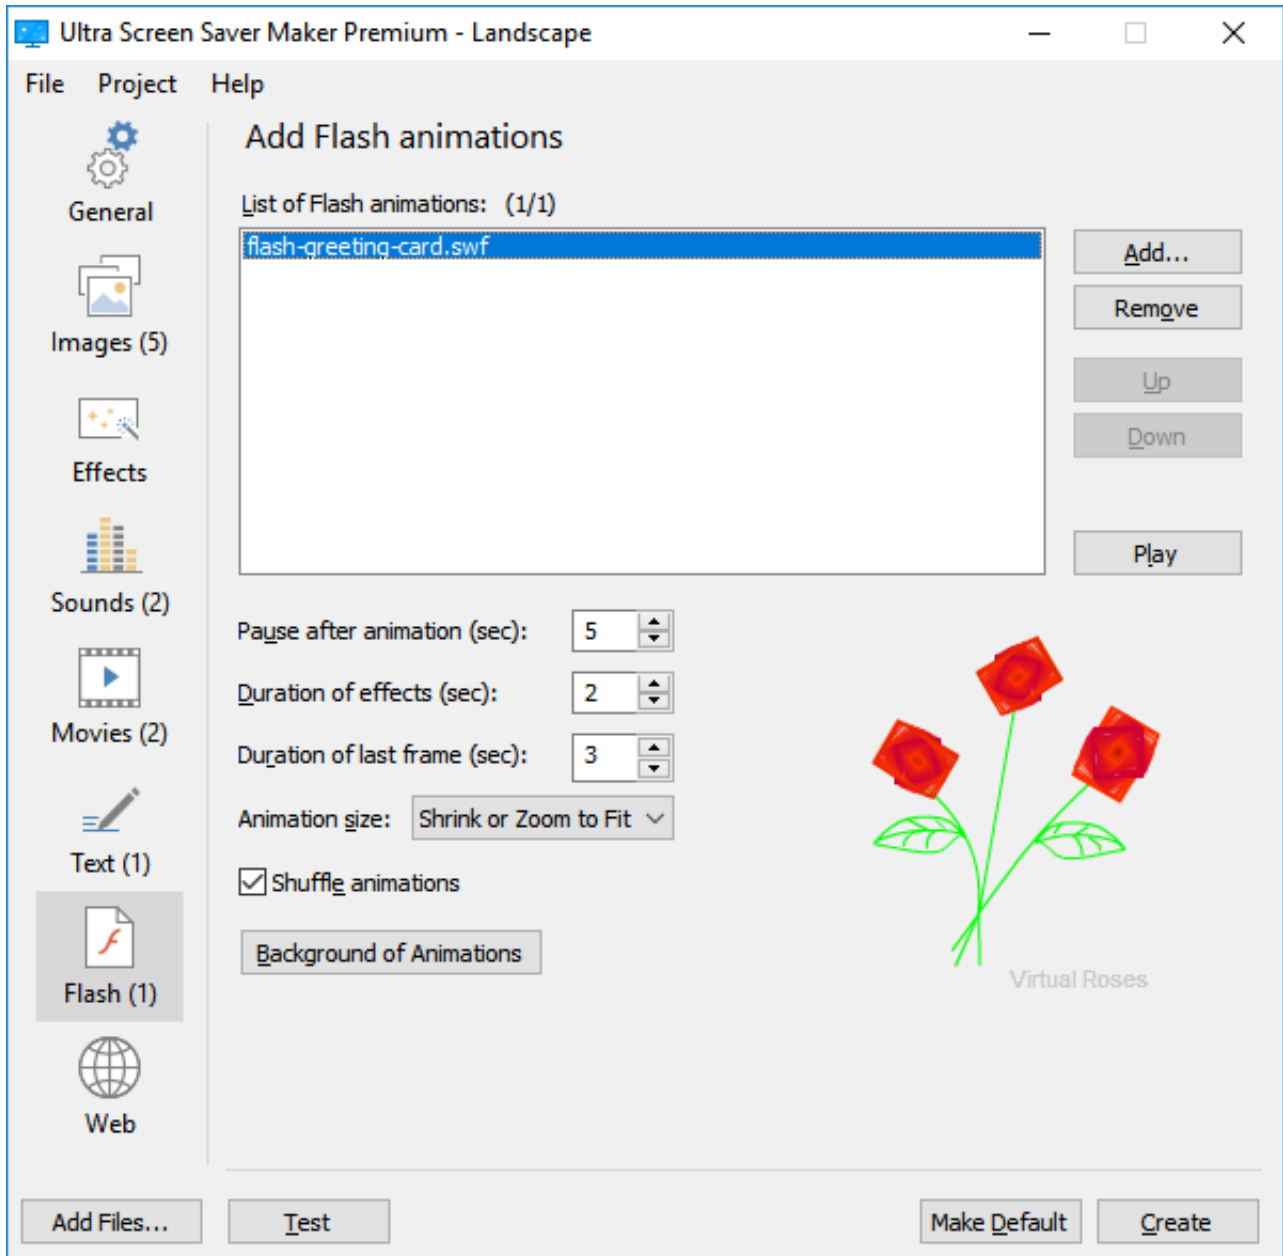 Ultra Screen Saver Maker Premium - Landscape
File Project Help
General
Images (5)
Effects
Sounds (2)
Movies (2)
Text (1)
Flash (1)
Web
Add Flash animations
List of Flash animations: (1/1)
flash-greeting-card.swf
Add...
Remove
Up
Down
Play
Pause after animation (sec): 5
Duration of effects (sec): 2
Duration of last frame (sec): 3
Animation size: Shrink or Zoom to Fit
Shuffle animations
Background of Animations
Virtual Roses
Add Files... Test Make Default Create